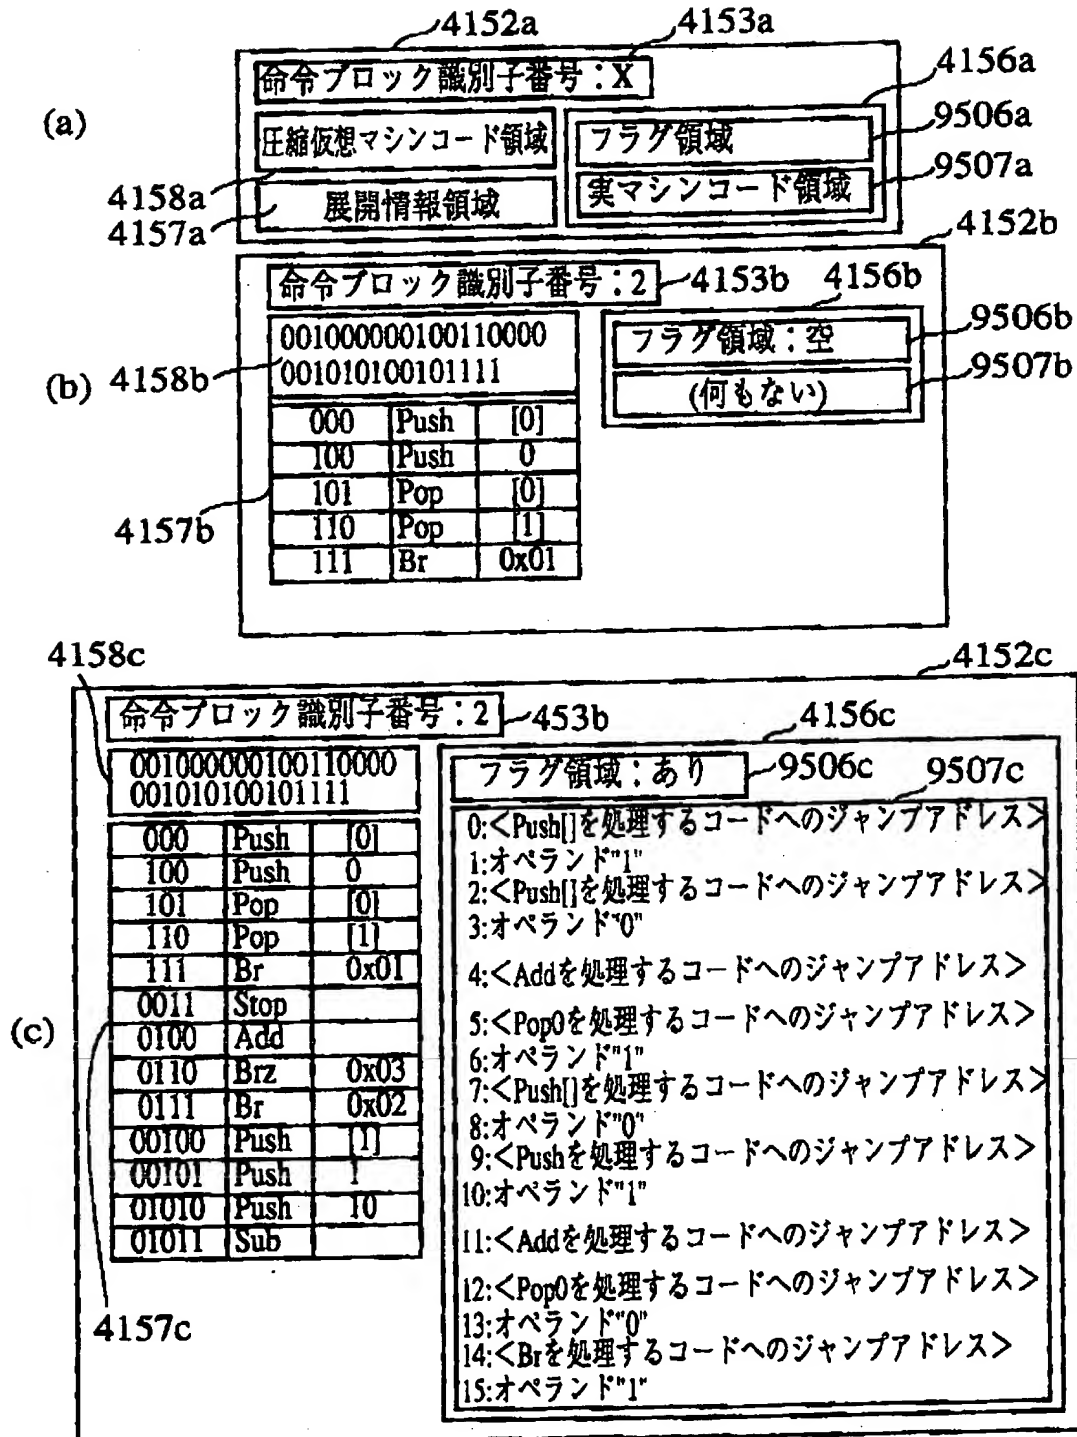 4152a 4153a
命令ブロック識別子番号:X
4156a
(a)
圧縮仮想マシンコード領域
フラグ領域
9506a
4158a
展開情報領域
実マシンコード領域
9507a
4157a
4152b
命令ブロック識別子番号:2
4153b
4156b
(b)
4158b
001000000100110000
001010100101111
フラグ領域:空
9506b
(何もない)
9507b
000 Push [0]
100 Push 0
101 Pop [0]
110 Pop [1]
111 Br 0x01
4157b
4158c
4152c
命令ブロック識別子番号:2
453b
4156c
001000000100110000
001010100101111
フラグ領域:あり
9506c
9507c
(c)
000 Push [0]
100 Push 0
101 Pop [0]
110 Pop [1]
111 Br 0x01
0011 Stop
0100 Add
0110 Brz 0x03
0111 Br 0x02
00100 Push [1]
00101 Push 1
01010 Push 10
01011 Sub
4157c
0:<Push[]を処理するコードへのジャンプアドレス>
1:オペランド"1"
2:<Push[]を処理するコードへのジャンプアドレス>
3:オペランド"0"
4:<Addを処理するコードへのジャンプアドレス>
5:<Pop0を処理するコードへのジャンプアドレス>
6:オペランド"1"
7:<Push[]を処理するコードへのジャンプアドレス>
8:オペランド"0"
9:<Pushを処理するコードへのジャンプアドレス>
10:オペランド"1"
11:<Addを処理するコードへのジャンプアドレス>
12:<Pop0を処理するコードへのジャンプアドレス>
13:オペランド"0"
14:<Brを処理するコードへのジャンプアドレス>
15:オペランド"1"